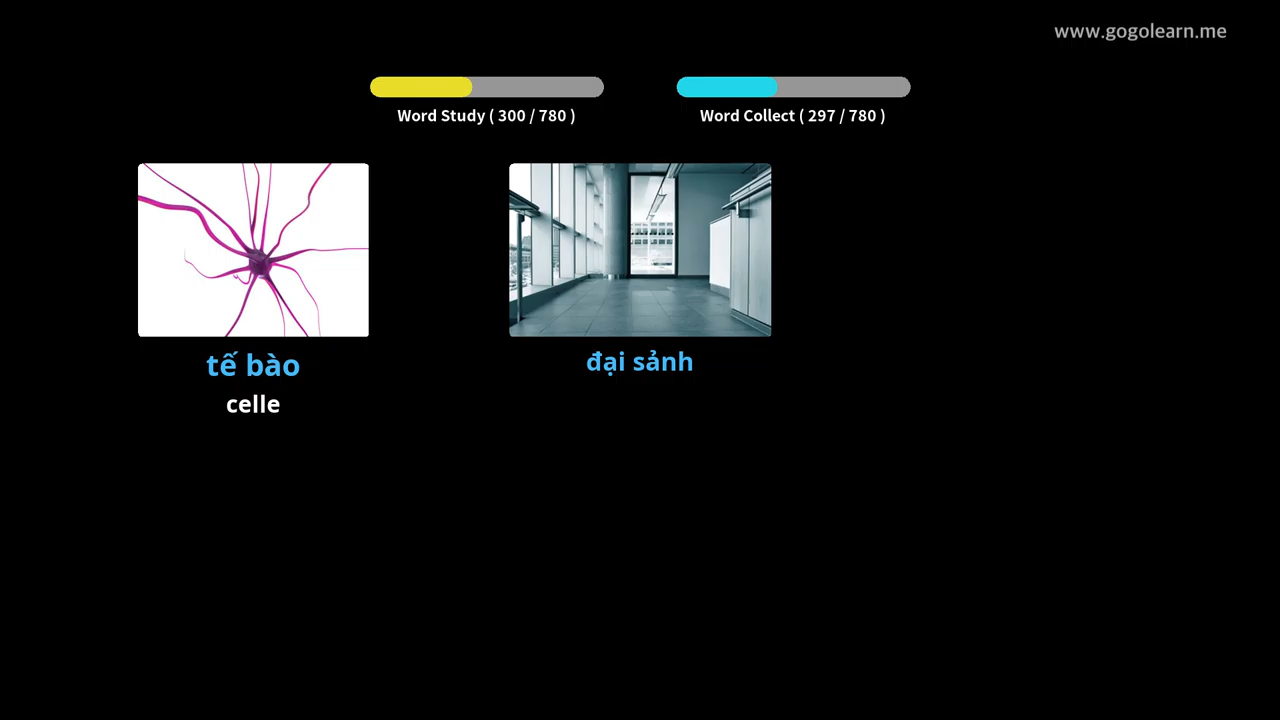 www.gogolearn.me
Word Study ( 300 / 780 )
Word Collect ( 297 / 780 )
tế bào
celle
đại sảnh